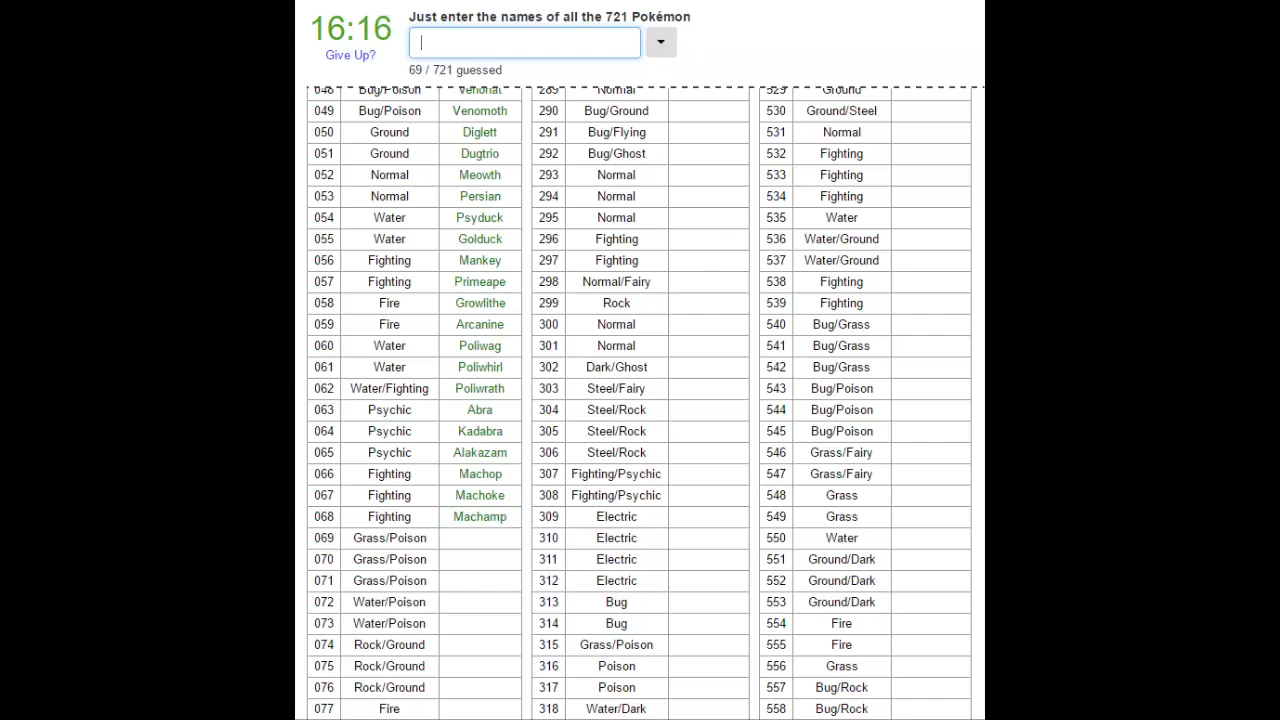 16:16
Give Up?
Just enter the names of all the 721 Pokémon
69 / 721 guessed
048 Bug/Poison Venonat 289 Normal 529 Ground
049 Bug/Poison Venomoth 290 Bug/Ground 530 Ground/Steel
050 Ground Diglett 291 Bug/Flying 531 Normal
051 Ground Dugtrio 292 Bug/Ghost 532 Fighting
052 Normal Meowth 293 Normal 533 Fighting
053 Normal Persian 294 Normal 534 Fighting
054 Water Psyduck 295 Normal 535 Water
055 Water Golduck 296 Fighting 536 Water/Ground
056 Fighting Mankey 297 Fighting 537 Water/Ground
057 Fighting Primeape 298 Normal/Fairy 538 Fighting
058 Fire Growlithe 299 Rock 539 Fighting
059 Fire Arcanine 300 Normal 540 Bug/Grass
060 Water Poliwag 301 Normal 541 Bug/Grass
061 Water Poliwhirl 302 Dark/Ghost 542 Bug/Grass
062 Water/Fighting Poliwrath 303 Steel/Fairy 543 Bug/Poison
063 Psychic Abra 304 Steel/Rock 544 Bug/Poison
064 Psychic Kadabra 305 Steel/Rock 545 Bug/Poison
065 Psychic Alakazam 306 Steel/Rock 546 Grass/Fairy
066 Fighting Machop 307 Fighting/Psychic 547 Grass/Fairy
067 Fighting Machoke 308 Fighting/Psychic 548 Grass
068 Fighting Machamp 309 Electric 549 Grass
069 Grass/Poison 310 Electric 550 Water
070 Grass/Poison 311 Electric 551 Ground/Dark
071 Grass/Poison 312 Electric 552 Ground/Dark
072 Water/Poison 313 Bug 553 Ground/Dark
073 Water/Poison 314 Bug 554 Fire
074 Rock/Ground 315 Grass/Poison 555 Fire
075 Rock/Ground 316 Poison 556 Grass
076 Rock/Ground 317 Poison 557 Bug/Rock
077 Fire 318 Water/Dark 558 Bug/Rock